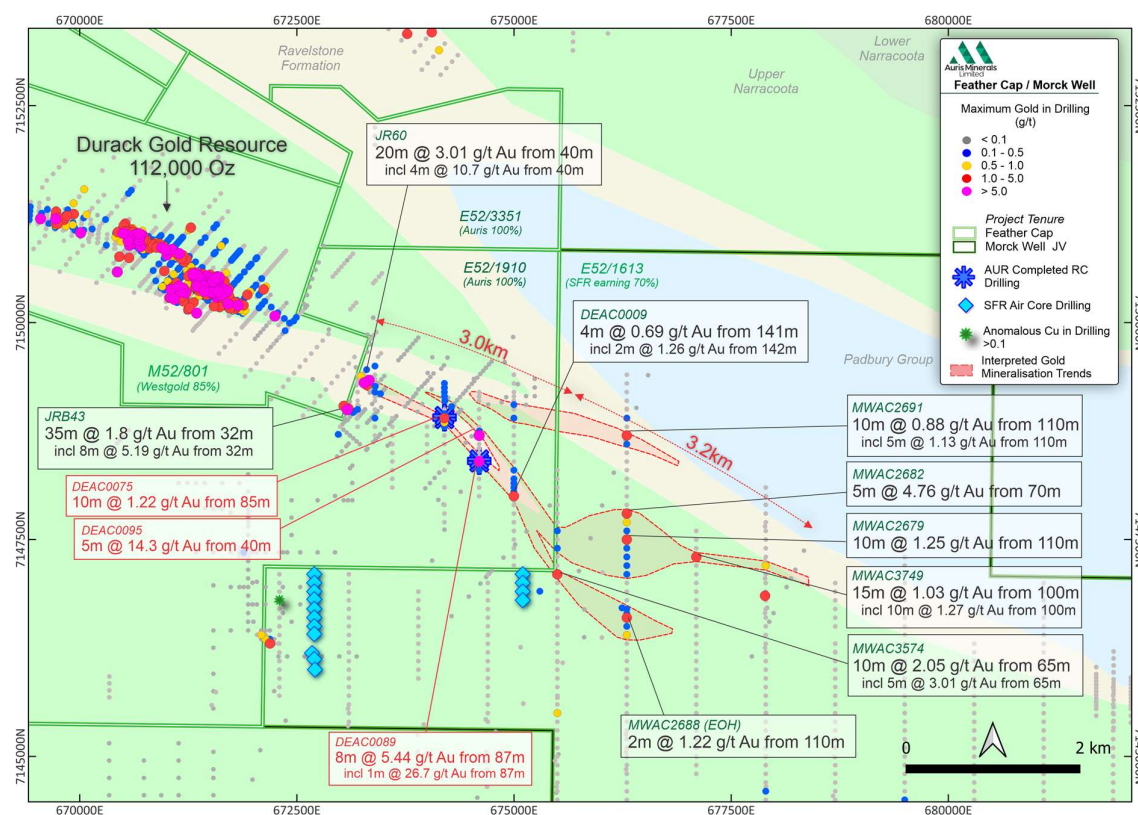 670000E
672500E
675000E
677500E
680000E
7152500N
7150000N
7147500N
7145000N
7152500N
7150000N
7147500N
7145000N
Ravelstone
Formation
Lower
Narracoota
Upper
Narracoota
Padbury Group
Durack Gold Resource
112,000 Oz
JR60
20m @ 3.01 g/t Au from 40m
incl 4m @ 10.7 g/t Au from 40m
E52/3351
(Auris 100%)
E52/1910
(Auris 100%)
E52/1613
(SFR earning 70%)
M52/801
(Westgold 85%)
3.0km
3.2km
DEAC0009
4m @ 0.69 g/t Au from 141m
incl 2m @ 1.26 g/t Au from 142m
JRB43
35m @ 1.8 g/t Au from 32m
incl 8m @ 5.19 g/t Au from 32m
DEAC0075
10m @ 1.22 g/t Au from 85m
DEAC0095
5m @ 14.3 g/t Au from 40m
MWAC2691
10m @ 0.88 g/t Au from 110m
incl 5m @ 1.13 g/t Au from 110m
MWAC2682
5m @ 4.76 g/t Au from 70m
MWAC2679
10m @ 1.25 g/t Au from 110m
MWAC3749
15m @ 1.03 g/t Au from 100m
incl 10m @ 1.27 g/t Au from 100m
MWAC3574
10m @ 2.05 g/t Au from 65m
incl 5m @ 3.01 g/t Au from 65m
MWAC2688 (EOH)
2m @ 1.22 g/t Au from 110m
DEAC0089
8m @ 5.44 g/t Au from 87m
incl 1m @ 26.7 g/t Au from 87m
Auris Minerals
Limited
Feather Cap / Morck Well
Maximum Gold in Drilling
(g/t)
< 0.1
0.1 - 0.5
0.5 - 1.0
1.0 - 5.0
> 5.0
Project Tenure
Feather Cap
Morck Well JV
AUR Completed RC
Drilling
SFR Air Core Drilling
Anomalous Cu in Drilling
>0.1
Interpreted Gold
Mineralisation Trends
0
2 km
670000E
672500E
675000E
677500E
680000E